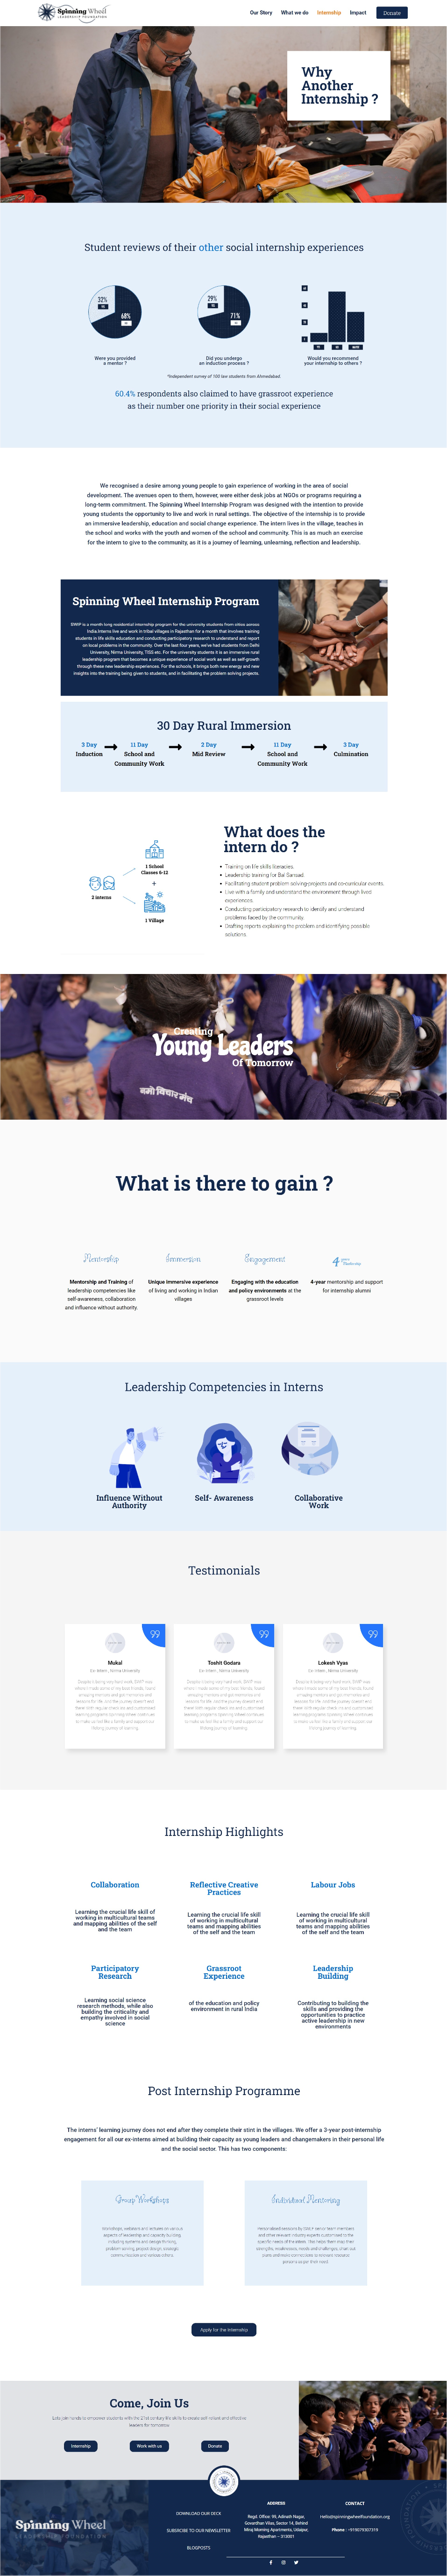 Spinning Wheel
LEADERSHIP FOUNDATION
Our Story What we do Internship Impact Donate
Why
Another
Internship ?
Student reviews of their other social internship experiences
32%
68%
29%
71%
Were you provided
a mentor ?
Did you undergo
an induction process ?
Would you recommend
your internship to others ?
*Independent survey of 100 law students from Ahmedabad.
60.4% respondents also claimed to have grassroot experience
as their number one priority in their social experience
We recognised a desire among young people to gain experience of working in the area of social
development. The avenues open to them, however, were either desk jobs at NGOs or programs requiring a
long-term commitment. The Spinning Wheel Internship Program was designed with the intention to provide
young students the opportunity to live and work in rural settings. The objective of the internship is to provide
an immersive leadership, education and social change experience. The intern lives in the village, teaches in
the school and works with the youth and women of the school and community. This is as much an exercise
for the intern to give to the community, as it is a journey of learning, unlearning, reflection and leadership.
Spinning Wheel Internship Program
SWIP is a month long residential internship program for the university students from across
India.Interns live and work in tribal villages in Rajasthan for a month that involves training
students in life skills education and conducting participatory research to understand and report
on local problems in the community. Over the last four years, we've had students from Delhi
University, Nirma University, TISS etc. For the university students it is an immersive rural
leadership program that becomes a unique experience of social work as well as self-growth
through these new leadership experiences. For the schools, it brings both new energy and new
insights into the training being given to students, and in facilitating the problem solving projects.
30 Day Rural Immersion
3 Day
Induction
11 Day
School and
Community Work
2 Day
Mid Review
11 Day
School and
Community Work
3 Day
Culmination
What does the
intern do ?
2 interns
1 School
Classes 6-12
+
1 Village
Training on life skills literacies.
Leadership training for Bal Sansad.
Facilitating student problem solving-projects and co-curricular events.
Live with a family and understand the environment through lived
experiences.
Conducting participatory research to identify and understand
problems faced by the community.
Drafting reports explaining the problem and identifying possible
solutions.
Creating
Young Leaders
Of Tomorrow
नमो विचार मंच
What is there to gain ?
Mentorship
Immersion
Engagement
4 years
Mentorship
Mentorship and Training of
leadership competencies like
self-awareness, collaboration
and influence without authority.
Unique Immersive experience
of living and working in Indian
villages
Engaging with the education
and policy environments at the
grassroot levels
4-year mentorship and support
for internship alumni
Leadership Competencies in Interns
Influence Without
Authority
Self- Awareness
Collaborative
Work
Testimonials
Mukal
Ex- Intern , Nirma University
Toshit Godara
Ex- Intern , Nirma University
Lokesh Vyas
Ex- Intern , Nirma University
Internship Highlights
Collaboration
Learning the crucial life skill of
working in multicultural teams
and mapping abilities of the self
and the team
Reflective Creative
Practices
Learning the crucial life skill
of working in multicultural
teams and mapping abilities
of the self and the team
Labour Jobs
Learning the crucial life skill
of working in multicultural
teams and mapping abilities
of the self and the team
Participatory
Research
Learning social science
research methods, while also
building the criticality and
empathy involved in social
science
Grassroot
Experience
of the education and policy
environment in rural India
Leadership
Building
Contributing to building the
skills and providing the
opportunities to practice
active leadership in new
environments
Post Internship Programme
The interns' learning journey does not end after they complete their stint in the villages. We offer a 3-year post-internship
engagement for all our ex-interns aimed at building their capacity as young leaders and changemakers in their personal life
and the social sector. This has two components:
Group Workshops
Individual Mentoring
Apply for the internship
Come, Join Us
Lets join hands to empower students with the 21st century life skills to create self-reliant and effective
leaders for tomorrow.
Internship
Work with us
Donate
Spinning Wheel
LEADERSHIP FOUNDATION
DOWNLOAD OUR DECK
SUBSRCIBE TO OUR NEWSLETTER
BLOGPOSTS
ADDRESS
Regd. Office: 99, Adinath Nagar,
Goverdhan Vilas, Sector 14, Behind
Miraj Morning Apartments, Udaipur,
Rajasthan – 313001
CONTACT
Hello@spinningwheelfoundation.org
Phone : +919079307319